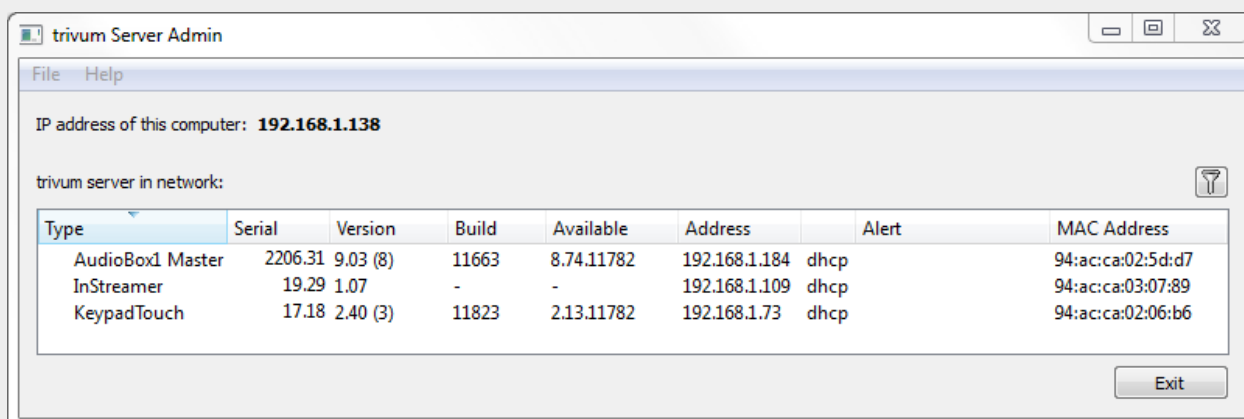 trivum Server Admin
File Help
IP address of this computer: 192.168.1.138
trivum server in network:
Type Serial Version Build Available Address Alert MAC Address
AudioBox1 Master 2206.31 9.03 (8) 11663 8.74.11782 192.168.1.184 dhcp 94:ac:ca:02:5d:d7
InStreamer 19.29 1.07 - - 192.168.1.109 dhcp 94:ac:ca:03:07:89
KeypadTouch 17.18 2.40 (3) 11823 2.13.11782 192.168.1.73 dhcp 94:ac:ca:02:06:b6
Exit